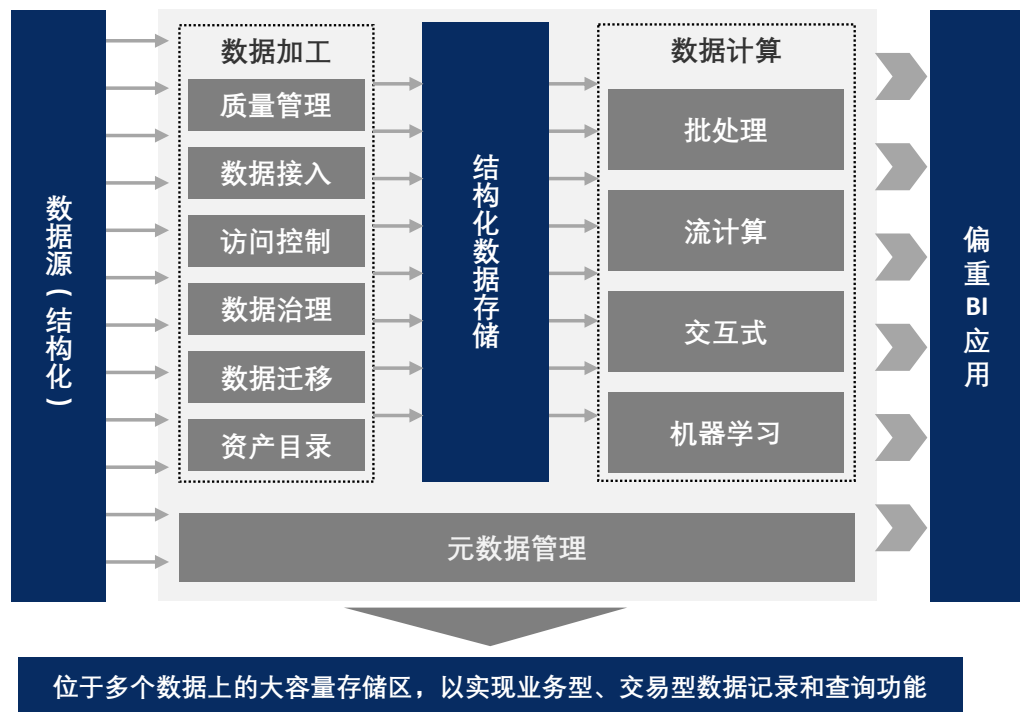 数据源（结构化）
数据加工
质量管理
数据接入
访问控制
数据治理
数据迁移
资产目录
结构化数据存储
数据计算
批处理
流计算
交互式
机器学习
偏重BI应用
元数据管理
位于多个数据上的大容量存储区，以实现业务型、交易型数据记录和查询功能